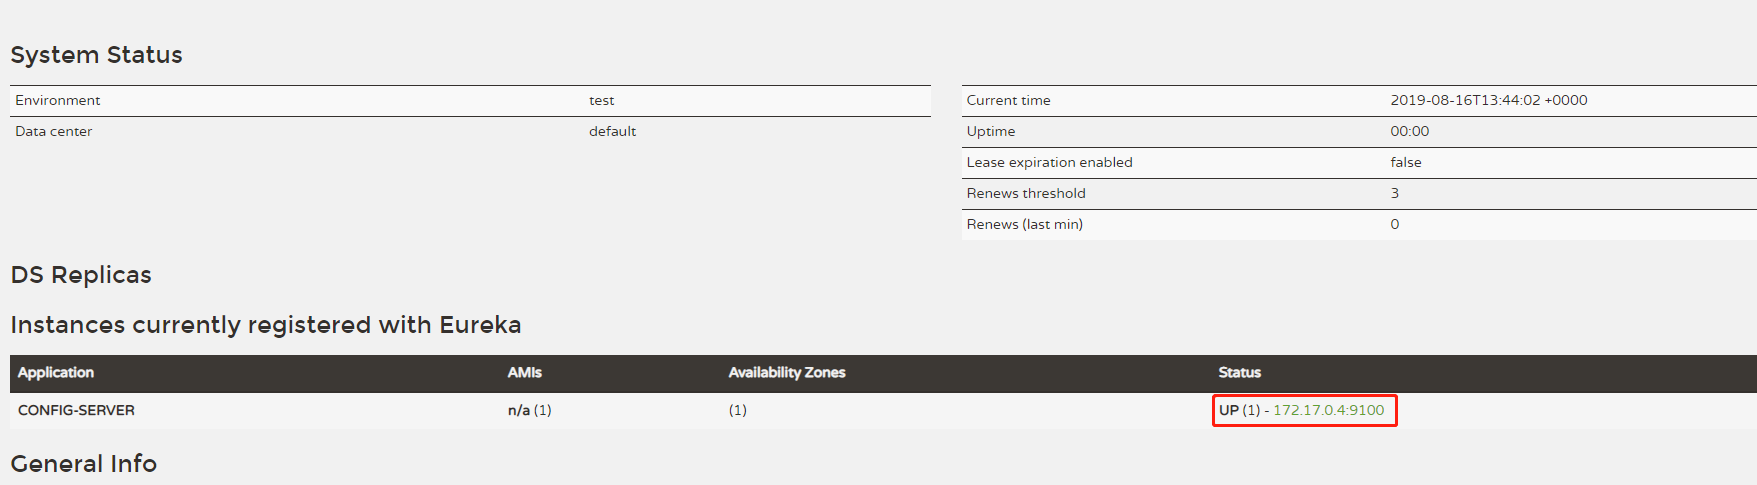 System Status
Environment test
Data center default
Current time 2019-08-16T13:44:02 +0000
Uptime 00:00
Lease expiration enabled false
Renews threshold 3
Renews (last min) 0
DS Replicas
Instances currently registered with Eureka
Application AMIs Availability Zones Status
CONFIG-SERVER n/a (1) (1) UP (1) - 172.17.0.4:9100
General Info